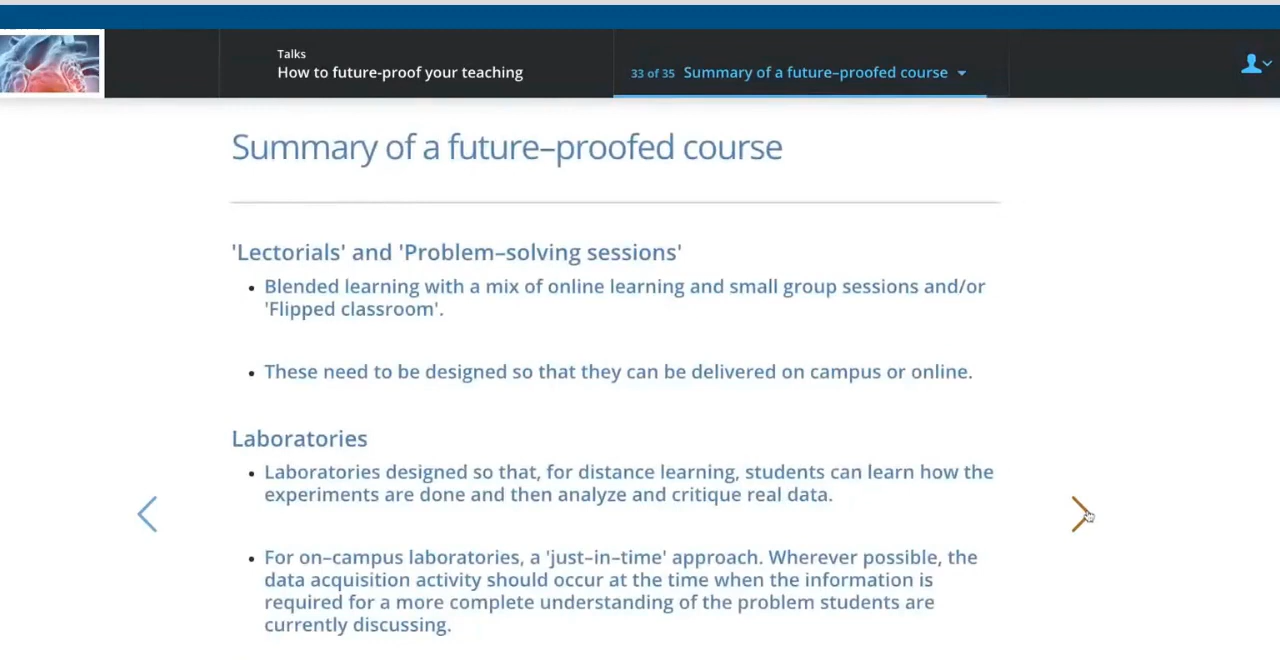 Talks
How to future-proof your teaching
33 of 35 Summary of a future–proofed course
Summary of a future–proofed course
'Lectorials' and 'Problem–solving sessions'
• Blended learning with a mix of online learning and small group sessions and/or
'Flipped classroom'.
• These need to be designed so that they can be delivered on campus or online.
Laboratories
• Laboratories designed so that, for distance learning, students can learn how the
experiments are done and then analyze and critique real data.
• For on–campus laboratories, a 'just–in–time' approach. Wherever possible, the
data acquisition activity should occur at the time when the information is
required for a more complete understanding of the problem students are
currently discussing.